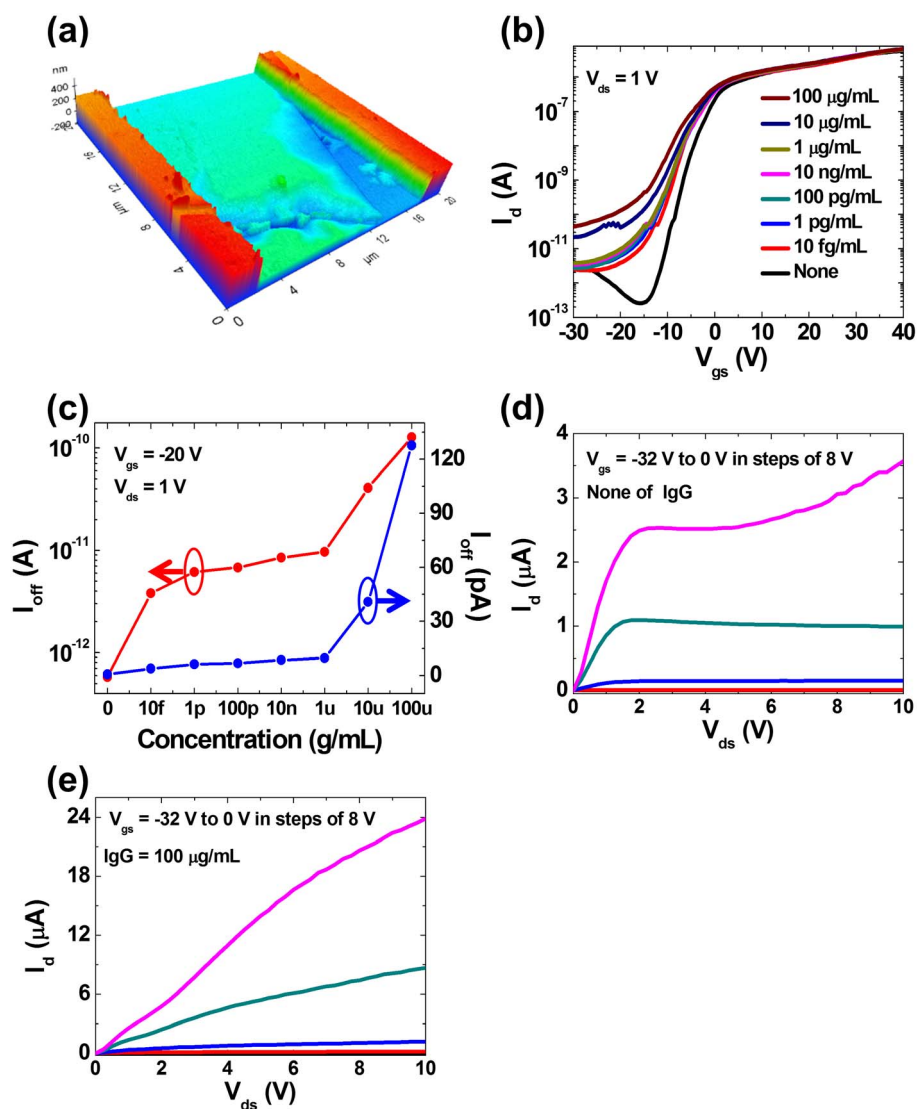 (a)
nm
400
200
0
-200
16
12
μm
8
4
0
0
4
8
μm
12
16
20
(b)
I_d (A)
V_ds = 1 V
10^-7
10^-9
10^-11
10^-13
100 μg/mL
10 μg/mL
1 μg/mL
10 ng/mL
100 pg/mL
1 pg/mL
10 fg/mL
None
-30 -20 -10 0 10 20 30 40
V_gs (V)
(c)
I_off (A)
V_gs = -20 V
V_ds = 1 V
10^-10
10^-11
10^-12
120
90
60
30
0
I_off (pA)
0 10f 1p 100p 10n 1u 10u 100u
Concentration (g/mL)
(d)
V_gs = -32 V to 0 V in steps of 8 V
None of IgG
I_d (μA)
4
3
2
1
0
0 2 4 6 8 10
V_ds (V)
(e)
V_gs = -32 V to 0 V in steps of 8 V
IgG = 100 μg/mL
I_d (μA)
24
18
12
6
0
0 2 4 6 8 10
V_ds (V)